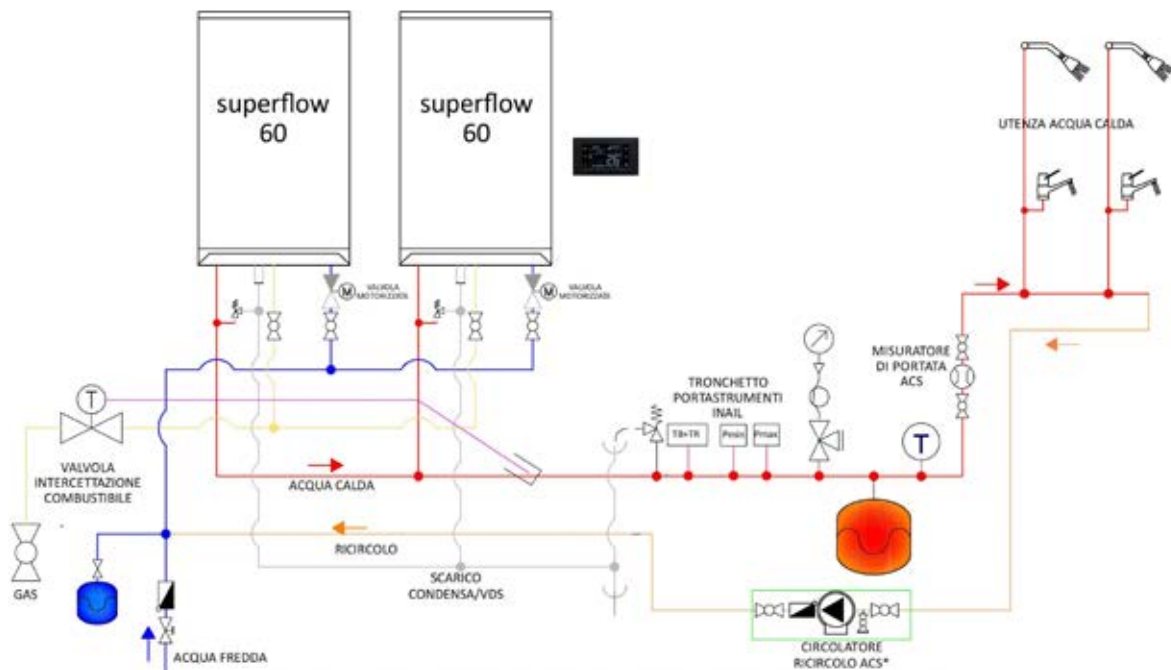 superflow
60
superflow
60
UTENZA ACQUA CALDA
VALVOLA
MOTORIZZATA
M
VALVOLA
MOTORIZZATA
M
MISURATORE
DI PORTATA
ACS
TRONCHETTO
PORTASTRUMENTI
INAIL
T
TB+TR
Pmin
Pmax
T
VALVOLA
INTERCETTAZIONE
COMBUSTIBILE
ACQUA CALDA
RICIRCOLO
GAS
SCARICO
CONDENSA/VDS
ACQUA FREDDA
CIRCOLATORE
RICIRCOLO ACS*